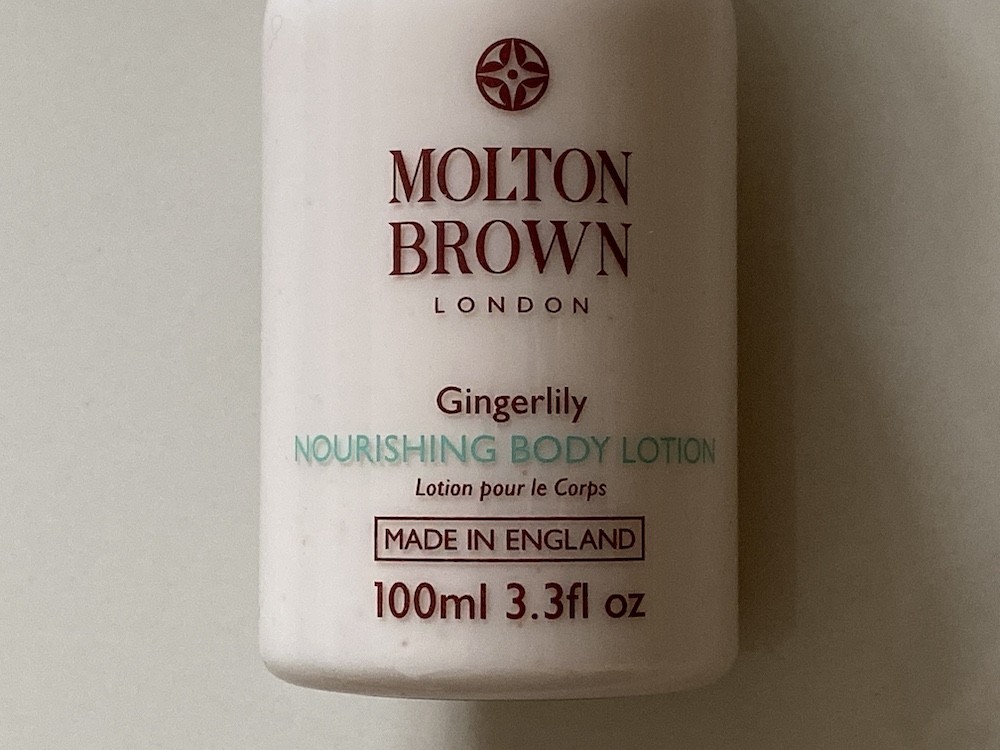 MOLTON
BROWN
LONDON
Gingerlily
NOURISHING BODY LOTION
Lotion pour le Corps
MADE IN ENGLAND
100ml 3.3fl oz